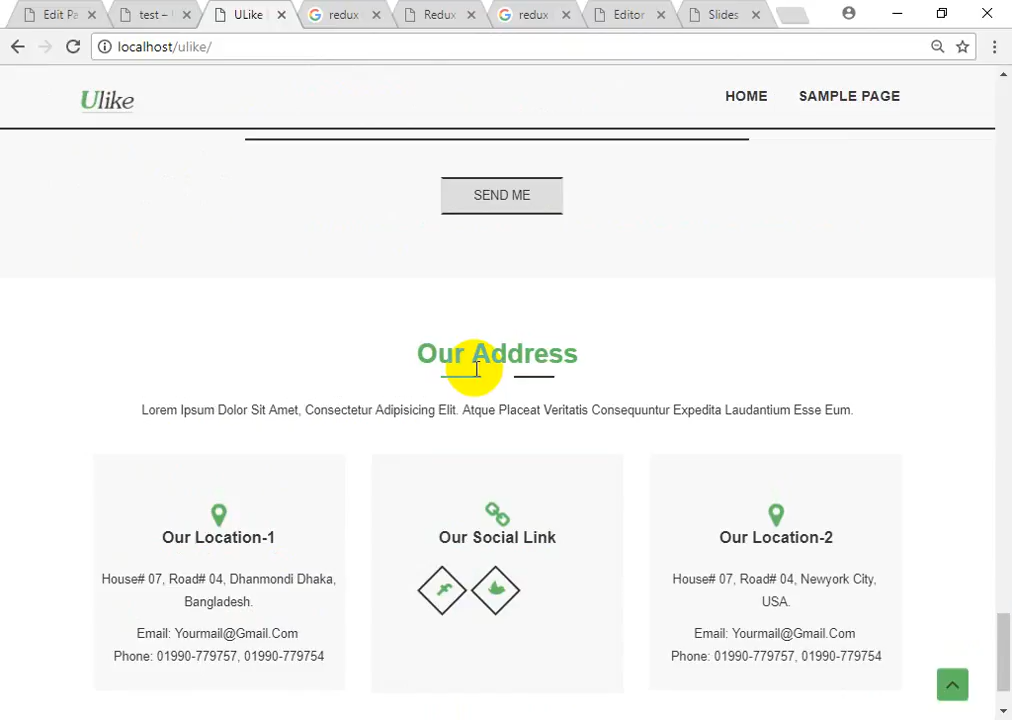 Edit Pa
test –
ULike
redux
Redux
redux
Editor
Slides
localhost/ulike/
Ulike
HOME
SAMPLE PAGE
SEND ME
Our Address
Lorem Ipsum Dolor Sit Amet, Consectetur Adipisicing Elit. Atque Placeat Veritatis Consequuntur Expedita Laudantium Esse Eum.
Our Location-1
House# 07, Road# 04, Dhanmondi Dhaka,
Bangladesh.
Email: Yourmail@Gmail.Com
Phone: 01990-779757, 01990-779754
Our Social Link
Our Location-2
House# 07, Road# 04, Newyork City,
USA.
Email: Yourmail@Gmail.Com
Phone: 01990-779757, 01990-779754